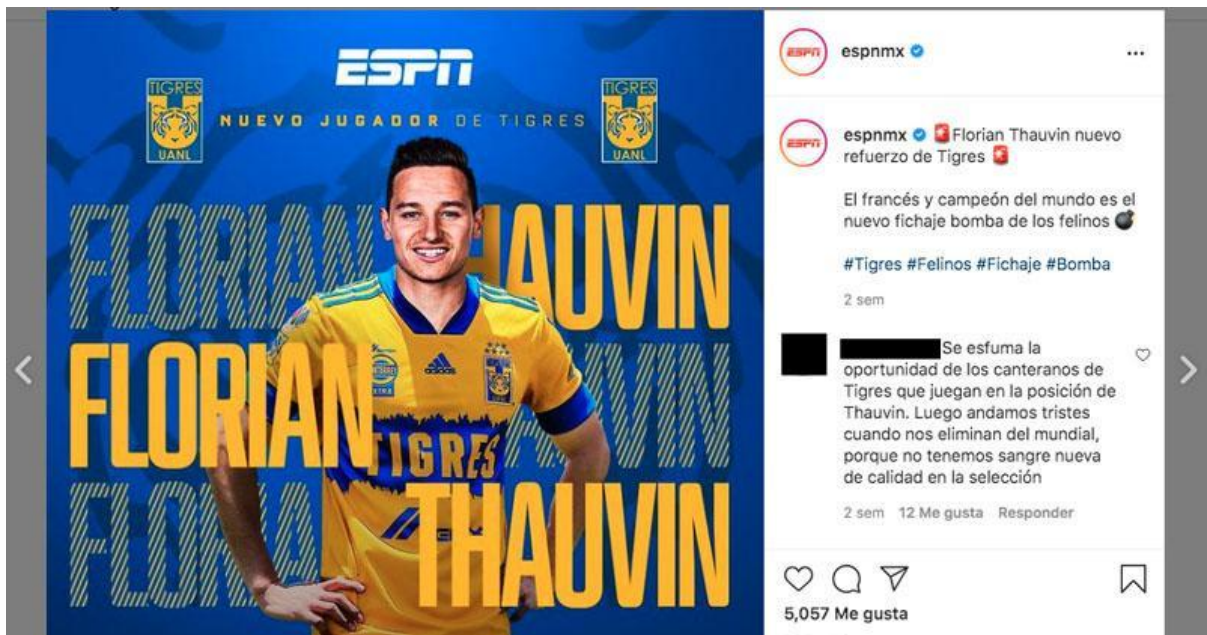 ESPN
TIGRES
UANL
NUEVO JUGADOR DE TIGRES
TIGRES
UANL
FLORIAN THAUVIN
FLORIAN THAUVIN
FLORIAN THAUVIN
adidas
TIGRES
ESPN
espnmx
...
ESPN
espnmx 🚨Florian Thauvin nuevo
refuerzo de Tigres 🚨
El francés y campeón del mundo es el
nuevo fichaje bomba de los felinos 💣
#Tigres #Felinos #Fichaje #Bomba
2 sem
Se esfuma la
oportunidad de los canteranos de
Tigres que juegan en la posición de
Thauvin. Luego andamos tristes
cuando nos eliminan del mundial,
porque no tenemos sangre nueva
de calidad en la selección
2 sem 12 Me gusta Responder
5,057 Me gusta